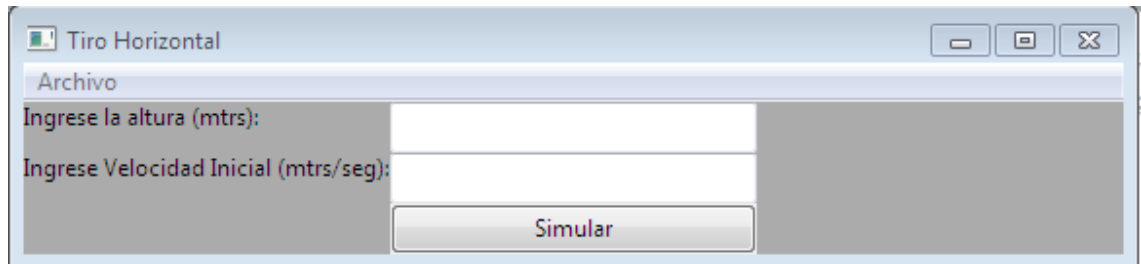 Tiro Horizontal
Archivo
Ingrese la altura (mtrs):
Ingrese Velocidad Inicial (mtrs/seg):
Simular